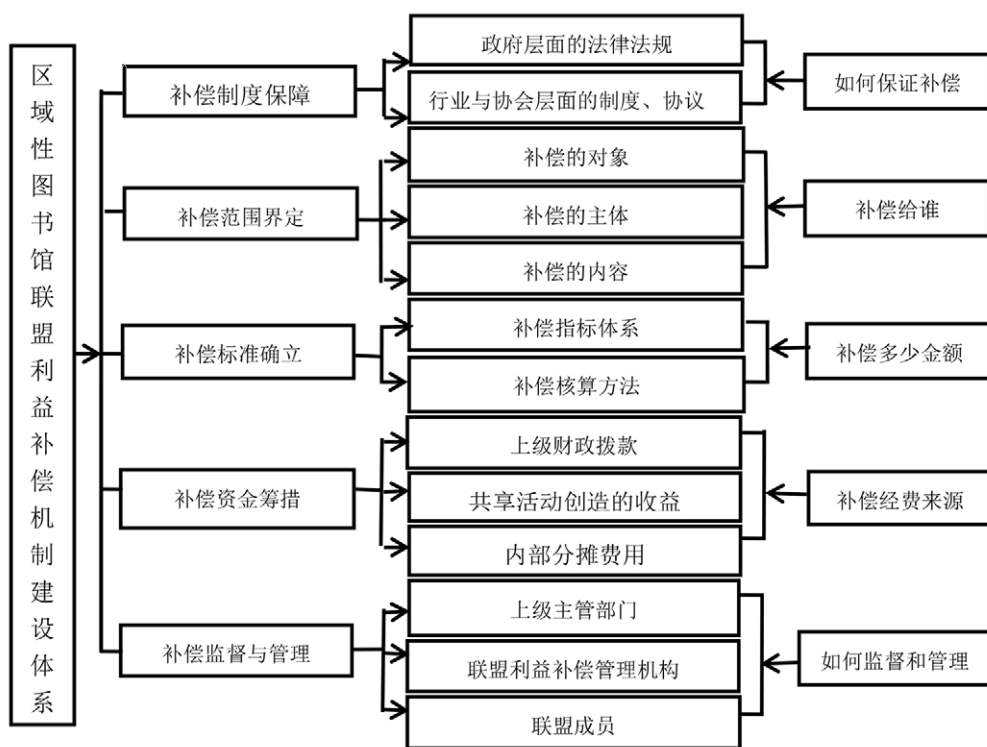 区域性图书馆联盟利益补偿机制建设体系
补偿制度保障
政府层面的法律法规
行业与协会层面的制度、协议
如何保证补偿
补偿范围界定
补偿的对象
补偿的主体
补偿的内容
补偿给谁
补偿标准确立
补偿指标体系
补偿核算方法
补偿多少金额
补偿资金筹措
上级财政拨款
共享活动创造的收益
内部分摊费用
补偿经费来源
补偿监督与管理
上级主管部门
联盟利益补偿管理机构
联盟成员
如何监督和管理